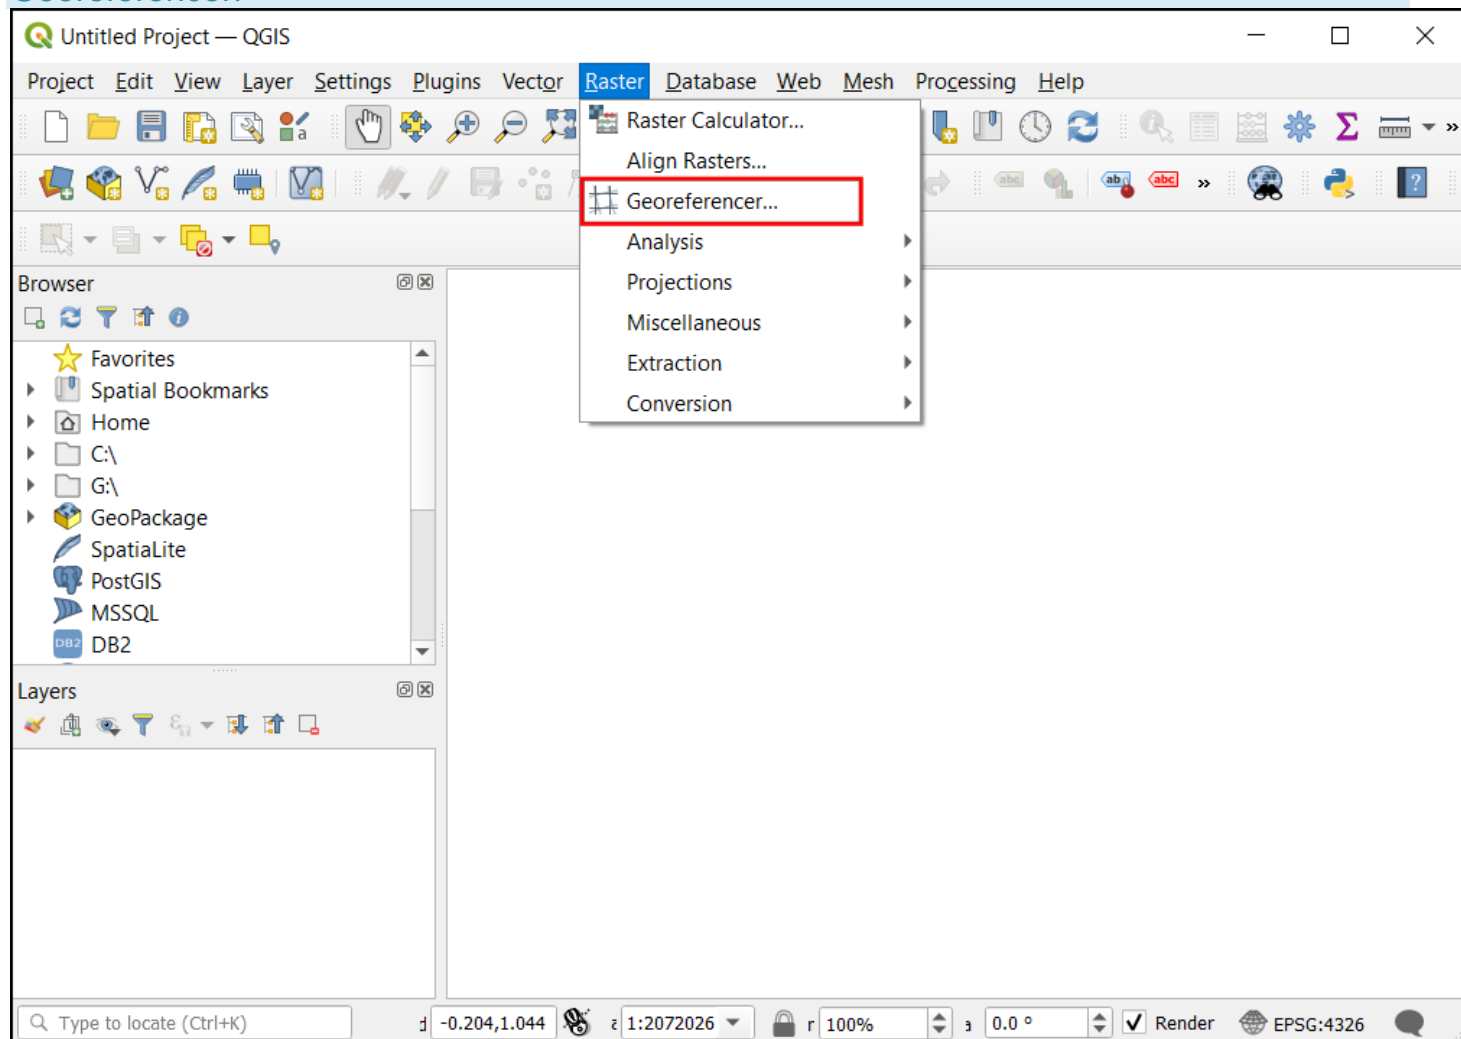 Untitled Project — QGIS
Project Edit View Layer Settings Plugins Vector Raster Database Web Mesh Processing Help
Raster Calculator...
Align Rasters...
Georeferencer...
Analysis
Projections
Miscellaneous
Extraction
Conversion
Browser
Favorites
Spatial Bookmarks
Home
C:\
G:\
GeoPackage
SpatiaLite
PostGIS
MSSQL
DB2 DB2
Layers
Type to locate (Ctrl+K) -0.204,1.044 1:2072026 r 100% 0.0 ° Render EPSG:4326